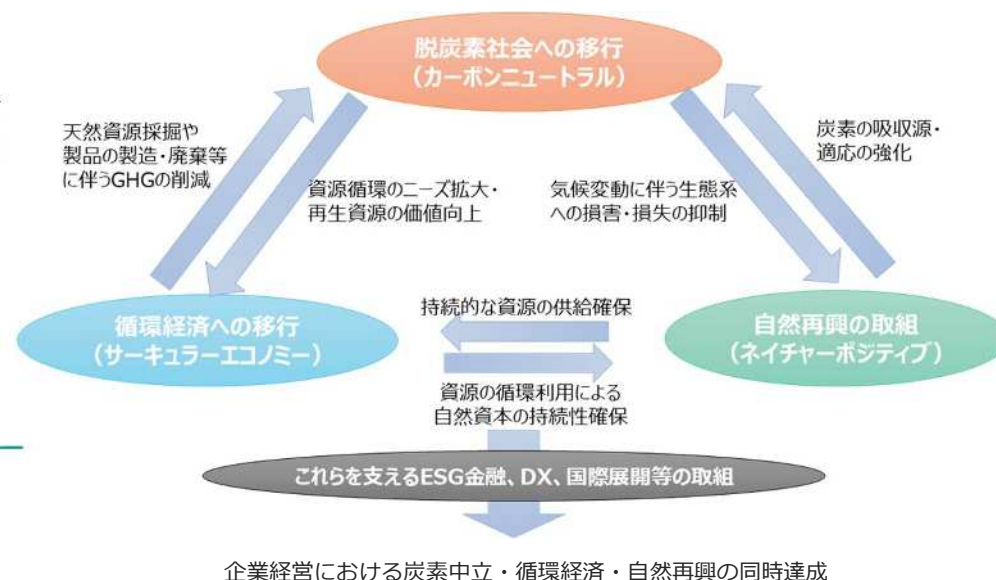 脱炭素社会への移行
（カーボンニュートラル）
天然資源採掘や
製品の製造・廃棄等
に伴うGHGの削減
資源循環のニーズ拡大・
再生資源の価値向上
気候変動に伴う生態系
への損害・損失の抑制
炭素の吸収源・
適応の強化
循環経済への移行
（サーキュラーエコノミー）
持続的な資源の供給確保
自然再興の取組
（ネイチャーポジティブ）
資源の循環利用による
自然資本の持続性確保
これらを支えるESG金融、DX、国際展開等の取組
企業経営における炭素中立・循環経済・自然再興の同時達成